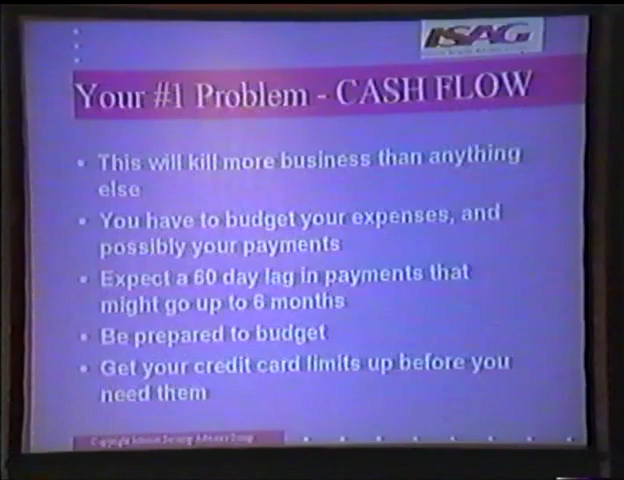 ISAG
Your #1 Problem - CASH FLOW
• This will kill more business than anything
else
• You have to budget your expenses, and
possibly your payments
• Expect a 60 day lag in payments that
might go up to 6 months
• Be prepared to budget
• Get your credit card limits up before you
need them
Copyright